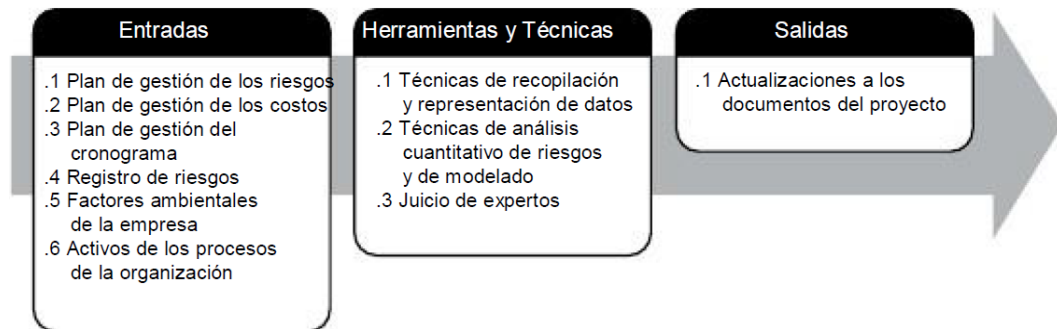 Entradas
.1 Plan de gestión de los riesgos
.2 Plan de gestión de los costos
.3 Plan de gestión del
cronograma
.4 Registro de riesgos
.5 Factores ambientales
de la empresa
.6 Activos de los procesos
de la organización
Herramientas y Técnicas
.1 Técnicas de recopilación
y representación de datos
.2 Técnicas de análisis
cuantitativo de riesgos
y de modelado
.3 Juicio de expertos
Salidas
.1 Actualizaciones a los
documentos del proyecto